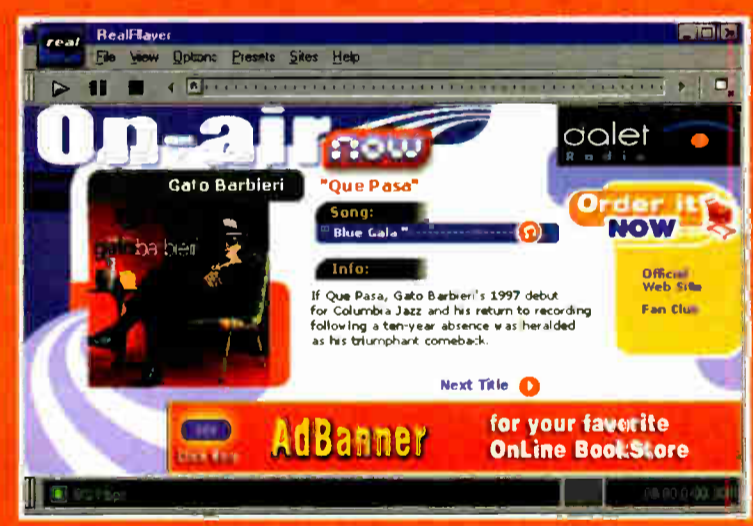 real RealPlayer
File View Options Presets Sites Help
On-air now
dalet
Radio
Gato Barbieri
"Que Pasa"
Order it
NOW
Song:
Blue Gala"
gato barbieri
Info:
Official
Web Site
Fan Club
If Que Pasa, Gato Barbieri's 1997 debut
for Columbia Jazz and his return to recording
following a ten-year absence was heralded
as his triumphant comeback.
Next Title
AdBanner
for your favorite
OnLine BookStore